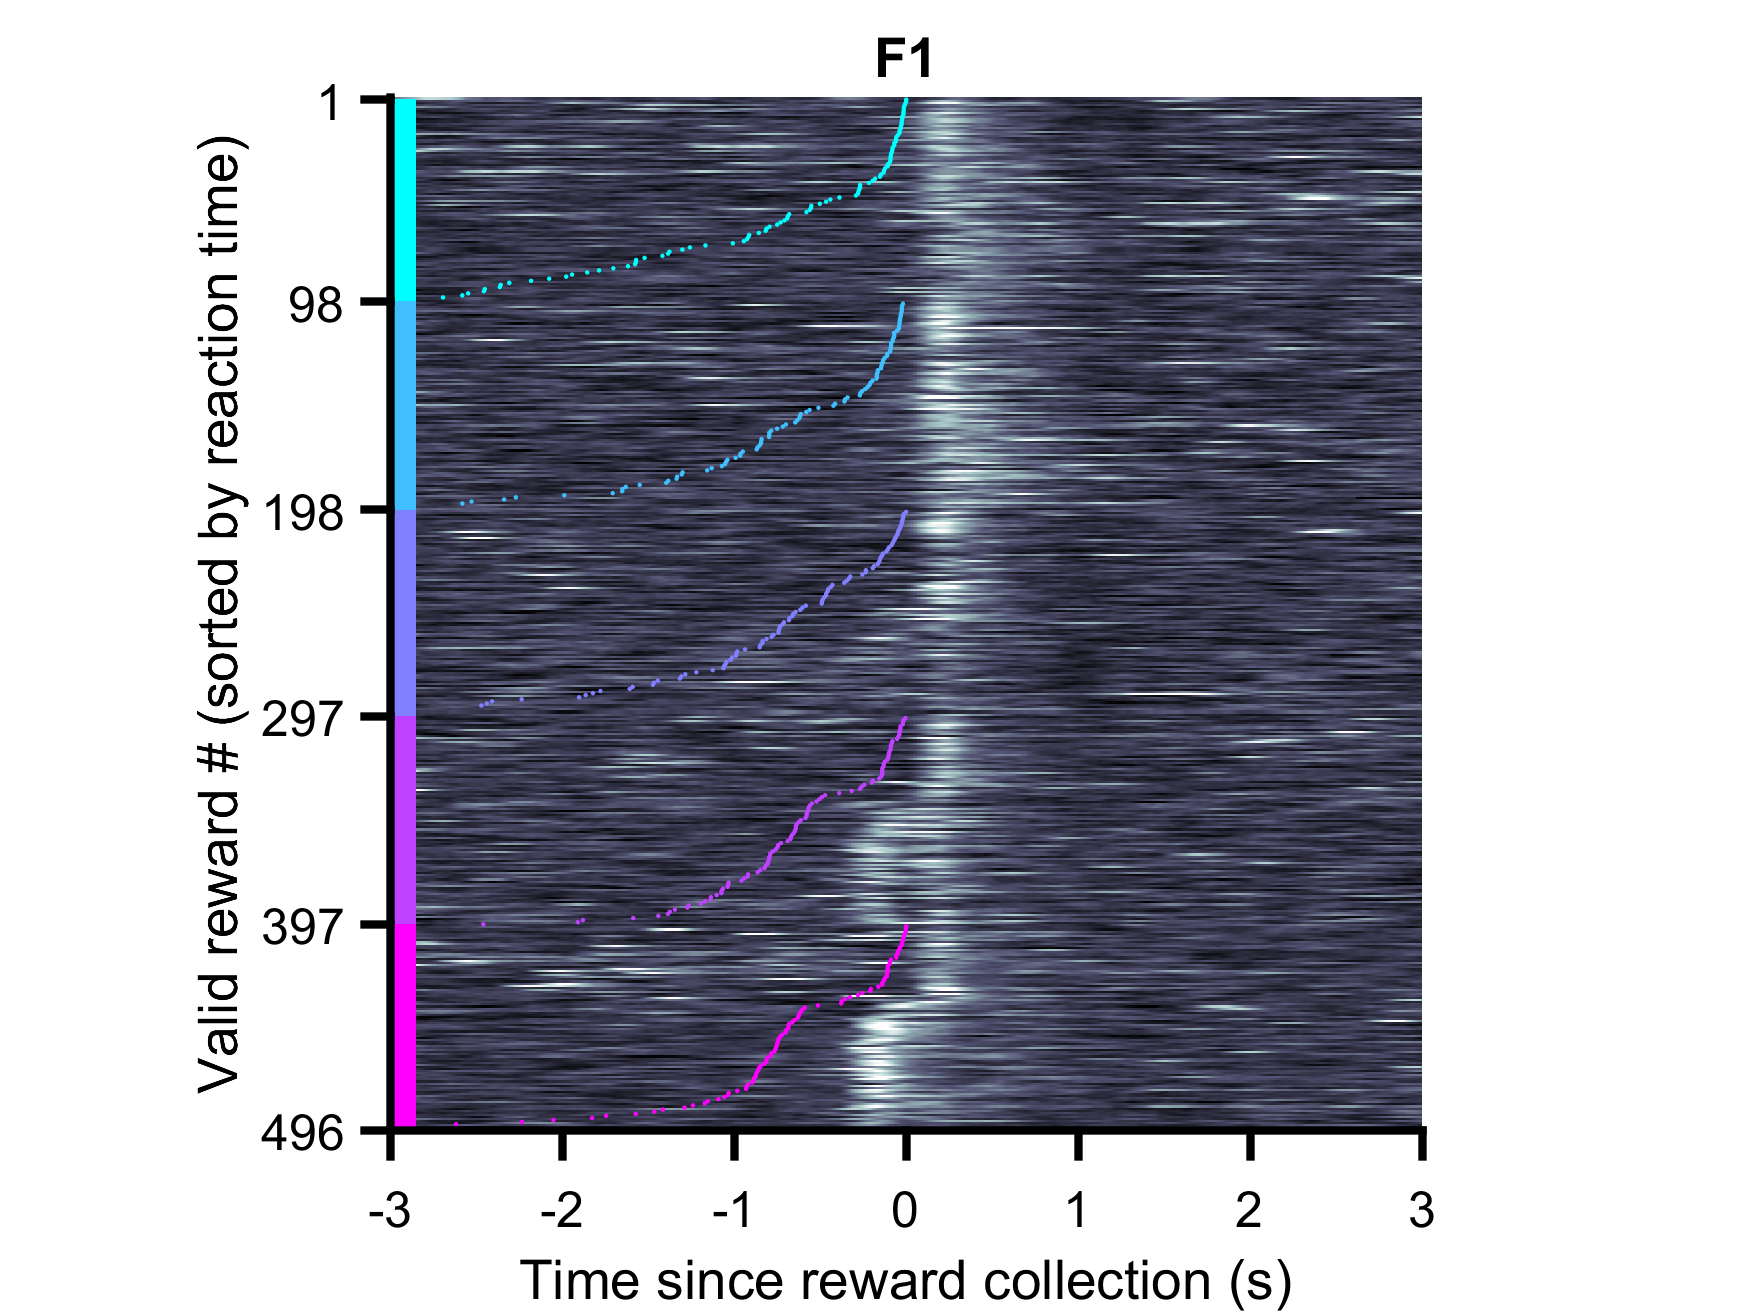 F1
Valid reward # (sorted by reaction time)
1
98
198
297
397
496
-3 -2 -1 0 1 2 3
Time since reward collection (s)